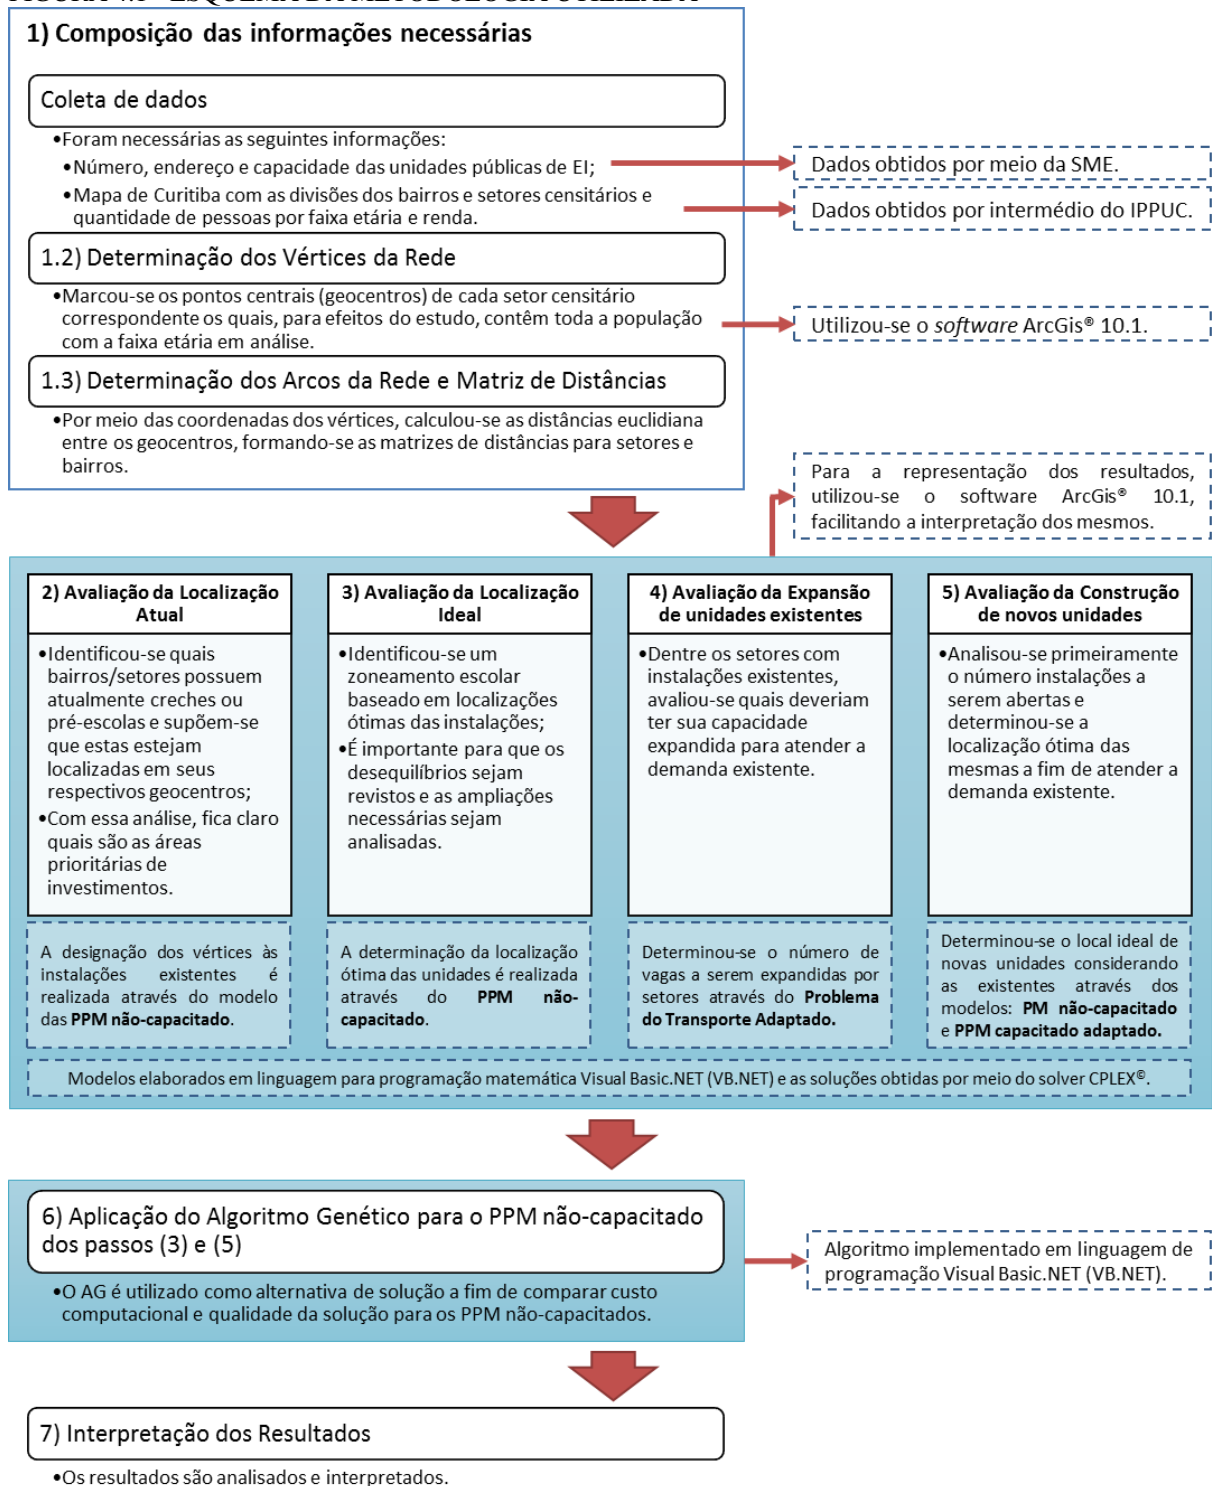 1) Composição das informações necessárias
Coleta de dados
•Foram necessárias as seguintes informações:
•Número, endereço e capacidade das unidades públicas de EI;
•Mapa de Curitiba com as divisões dos bairros e setores censitários e
quantidade de pessoas por faixa etária e renda.
Dados obtidos por meio da SME.
Dados obtidos por intermédio do IPPUC.
1.2) Determinação dos Vértices da Rede
•Marcou-se os pontos centrais (geocentros) de cada setor censitário
correspondente os quais, para efeitos do estudo, contêm toda a população
com a faixa etária em análise.
Utilizou-se o software ArcGis® 10.1.
1.3) Determinação dos Arcos da Rede e Matriz de Distâncias
•Por meio das coordenadas dos vértices, calculou-se as distâncias euclidiana
entre os geocentros, formando-se as matrizes de distâncias para setores e
bairros.
Para a representação dos resultados,
utilizou-se o software ArcGis® 10.1,
facilitando a interpretação dos mesmos.
2) Avaliação da Localização
Atual
•Identificou-se quais
bairros/setores possuem
atualmente creches ou
pré-escolas e supõem-se
que estas estejam
localizadas em seus
respectivos geocentros;
•Com essa análise, fica claro
quais são as áreas
prioritárias de
investimentos.
A designação dos vértices às
instalações existentes é
realizada através do modelo
das PPM não-capacitado.
3) Avaliação da Localização
Ideal
•Identificou-se um
zoneamento escolar
baseado em localizações
ótimas das instalações;
•É importante para que os
desequilíbrios sejam
revistos e as ampliações
necessárias sejam
analisadas.
A determinação da localização
ótima das unidades é realizada
através do PPM não-
capacitado.
4) Avaliação da Expansão
de unidades existentes
•Dentre os setores com
instalações existentes,
avaliou-se quais deveriam
ter sua capacidade
expandida para atender a
demanda existente.
Determinou-se o número de
vagas a serem expandidas por
setores através do Problema
do Transporte Adaptado.
5) Avaliação da Construção
de novos unidades
•Analisou-se primeiramente
o número instalações a
serem abertas e
determinou-se a
localização ótima das
mesmas a fim de atender a
demanda existente.
Determinou-se o local ideal de
novas unidades considerando
as existentes através dos
modelos: PM não-capacitado
e PPM capacitado adaptado.
Modelos elaborados em linguagem para programação matemática Visual Basic.NET (VB.NET) e as soluções obtidas por meio do solver CPLEX©.
6) Aplicação do Algoritmo Genético para o PPM não-capacitado
dos passos (3) e (5)
•O AG é utilizado como alternativa de solução a fim de comparar custo
computacional e qualidade da solução para os PPM não-capacitados.
Algoritmo implementado em linguagem de
programação Visual Basic.NET (VB.NET).
7) Interpretação dos Resultados
•Os resultados são analisados e interpretados.